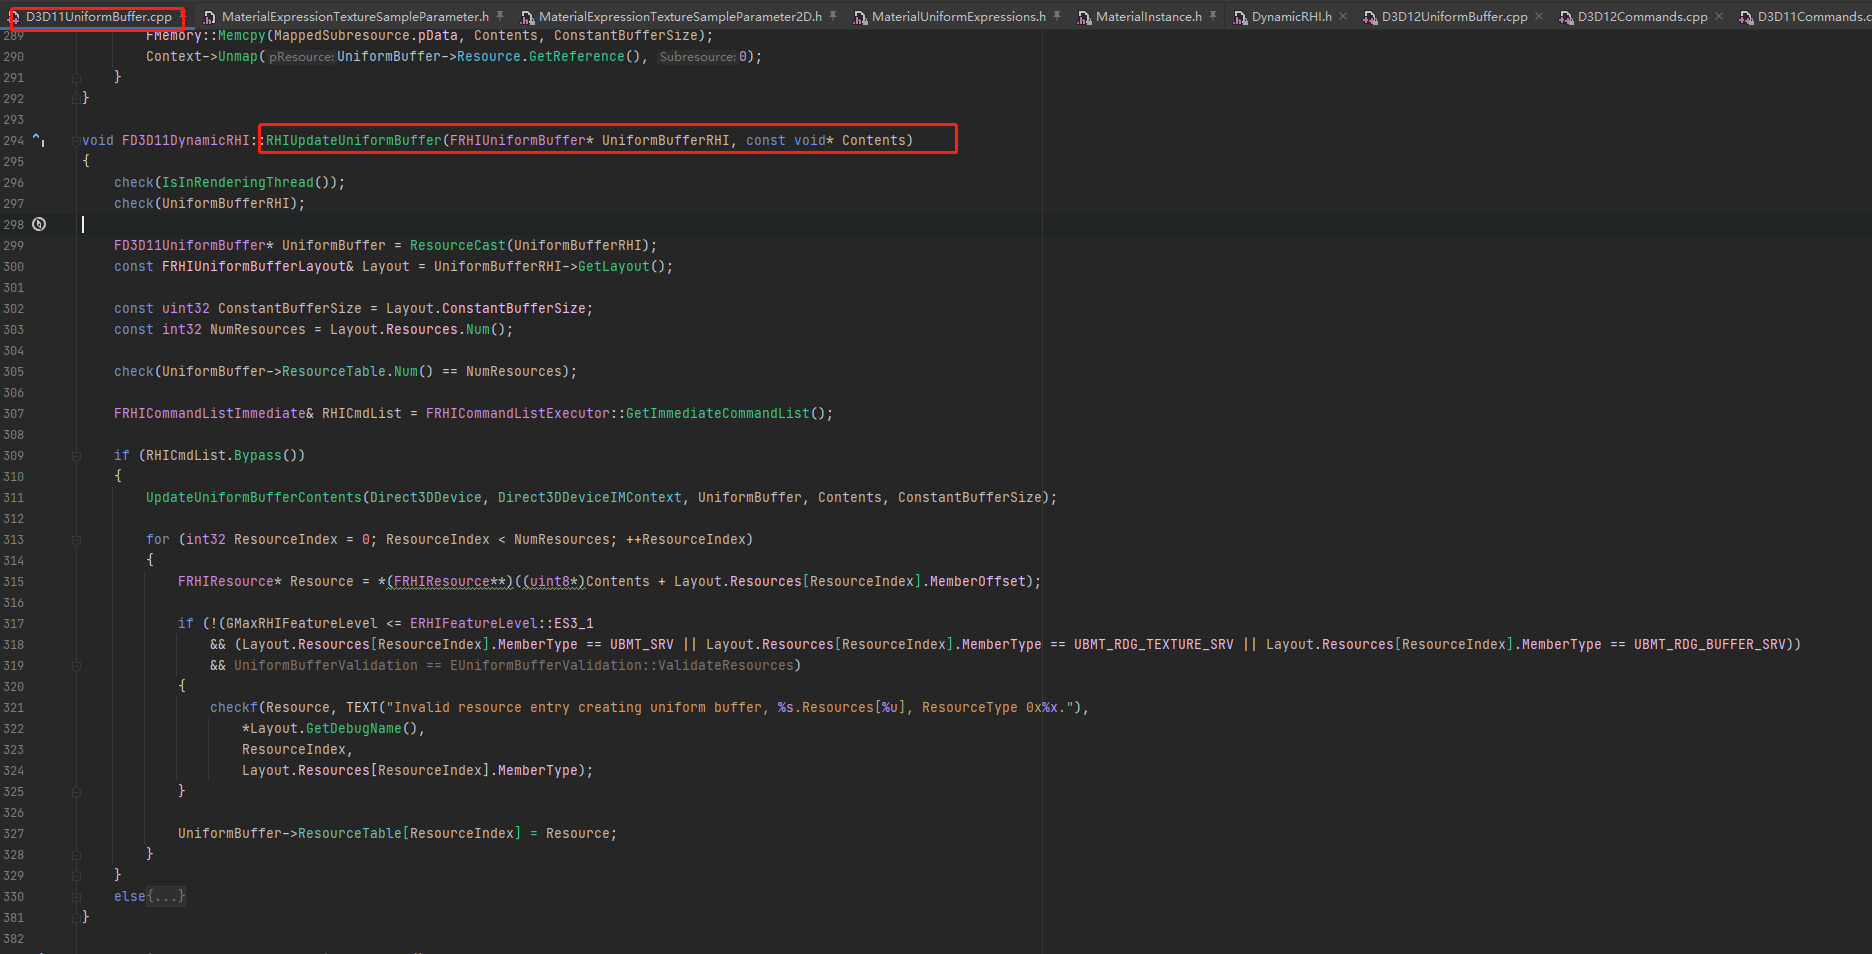 D3D11UniformBuffer.cpp MaterialExpressionTextureSampleParameter.h MaterialExpressionTextureSampleParameter2D.h MaterialUniformExpressions.h MaterialInstance.h DynamicRHI.h D3D12UniformBuffer.cpp D3D12Commands.cpp D3D11Commands.c
289 FMemory::Memcpy(MappedSubresource.pData, Contents, ConstantBufferSize);
290 Context->Unmap( pResource: UniformBuffer->Resource.GetReference(), Subresource: 0);
291 }
292 }
293
294 void FD3D11DynamicRHI::RHIUpdateUniformBuffer(FRHIUniformBuffer* UniformBufferRHI, const void* Contents)
295 {
296 check(IsInRenderingThread());
297 check(UniformBufferRHI);
298
299 FD3D11UniformBuffer* UniformBuffer = ResourceCast(UniformBufferRHI);
300 const FRHIUniformBufferLayout& Layout = UniformBufferRHI->GetLayout();
301
302 const uint32 ConstantBufferSize = Layout.ConstantBufferSize;
303 const int32 NumResources = Layout.Resources.Num();
304
305 check(UniformBuffer->ResourceTable.Num() == NumResources);
306
307 FRHICommandListImmediate& RHICmdList = FRHICommandListExecutor::GetImmediateCommandList();
308
309 if (RHICmdList.Bypass())
310 {
311 UpdateUniformBufferContents(Direct3DDevice, Direct3DDeviceIMContext, UniformBuffer, Contents, ConstantBufferSize);
312
313 for (int32 ResourceIndex = 0; ResourceIndex < NumResources; ++ResourceIndex)
314 {
315 FRHIResource* Resource = *(FRHIResource**)((uint8*)Contents + Layout.Resources[ResourceIndex].MemberOffset);
316
317 if (!(GMaxRHIFeatureLevel <= ERHIFeatureLevel::ES3_1
318 && (Layout.Resources[ResourceIndex].MemberType == UBMT_SRV || Layout.Resources[ResourceIndex].MemberType == UBMT_RDG_TEXTURE_SRV || Layout.Resources[ResourceIndex].MemberType == UBMT_RDG_BUFFER_SRV))
319 && UniformBufferValidation == EUniformBufferValidation::ValidateResources)
320 {
321 checkf(Resource, TEXT("Invalid resource entry creating uniform buffer, %s.Resources[%u], ResourceType 0x%x."),
322 *Layout.GetDebugName(),
323 ResourceIndex,
324 Layout.Resources[ResourceIndex].MemberType);
325 }
326
327 UniformBuffer->ResourceTable[ResourceIndex] = Resource;
328 }
329 }
330 else{...}
381 }
382